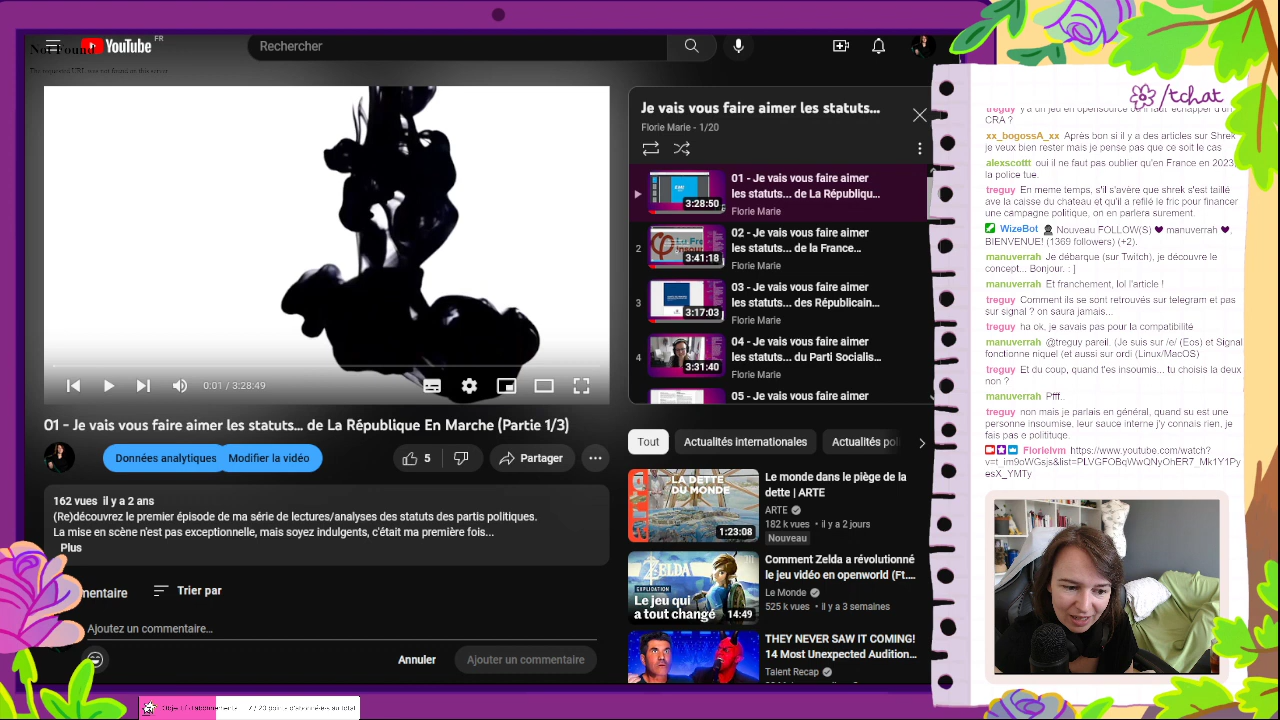 YouTube
FR
Rechercher
Je vais vous faire aimer les statuts...
Florie Marie - 1/20
01 - Je vais vous faire aimer
les statuts... de La Républiqu...
Florie Marie
3:28:50
2
02 - Je vais vous faire aimer
les statuts... de la France...
Florie Marie
3:41:18
3
03 - Je vais vous faire aimer
les statuts... des Républicain...
Florie Marie
3:17:03
4
04 - Je vais vous faire aimer
les statuts... du Parti Socialis...
Florie Marie
3:31:40
05 - Je vais vous faire aimer
0:01 / 3:28:49
01 - Je vais vous faire aimer les statuts... de La République En Marche (Partie 1/3)
Données analytiques
Modifier la v
5
Partager
162 vues il y a 2 ans
(Re)découvrez le premier épisode de ma série de lectures/analyses des statuts des partis politiques.
La mise en scène n'est pas exceptionnelle, mais soyez indulgents, c'était ma première fois...
Plus
mentaire
Trier par
Ajoutez un commentaire...
Annuler
Ajouter un commentaire
Tout
Actualités internationales
Actualités pol
LA DETTE
DU MONDE
1:23:08
Le monde dans le piège de la
dette | ARTE
ARTE
182 k vues • il y a 2 jours
Nouveau
ZELDA
EXPLICATION
Le jeu qui
a tout changé
14:49
Comment Zelda a révolutionné
le jeu vidéo en openworld (Ft....
Le Monde
525 k vues • il y a 3 semaines
THEY NEVER SAW IT COMING!
14 Most Unexpected Audition...
Talent Recap
/tchat
treguy y'a un jeu en opensource
CRA ?
xx_bogossA_xx Après bon si il y a des articles sur Shrek
je veux bien rester mais je pense pas que ce soit le cas
alexscottt oui il ne faut pas oublier qu'en France en 2023,
la police tue.
treguy En meme temps, s'il s'avère que shrek s'est taillé
ave la caisse du chateau et qu'il a refilé le fric pour financer
une campagne politique, on en parlera surement.
WizeBot Nouveau FOLLOW(S) manuverrah
BIENVENUE! (1369 followers) (+2).
manuverrah Je débarque (sur Twitch), je découvre le
concept... Bonjour. : ]
manuverrah Et franchement, lol l'article !
treguy Comment ils se sont retrouvés sur telegram et pas
sur signal ? on saura jamais...
treguy ha ok, je savais pas pour la compatibilité
manuverrah @treguy pareil. (Je suis sur /e/ (Eos) et Signal
fonctionne niquel (et aussi sur ordi (Linux/MacOS)
treguy Et du coup, quand t'es insoumis... tu choisis la deux
non ?
manuverrah Pfff..
treguy non mais je parlais en général, quand su est une
personne insoumise, leur sauce interne j'y connais rien, je
fais pas e politituqe.
Florielvm https://www.youtube.com/watch?
v=t_im9oWGsjs&list=PLVGFOBqWwQNyOhER7_Mk1Y1Py
esX_YMTy